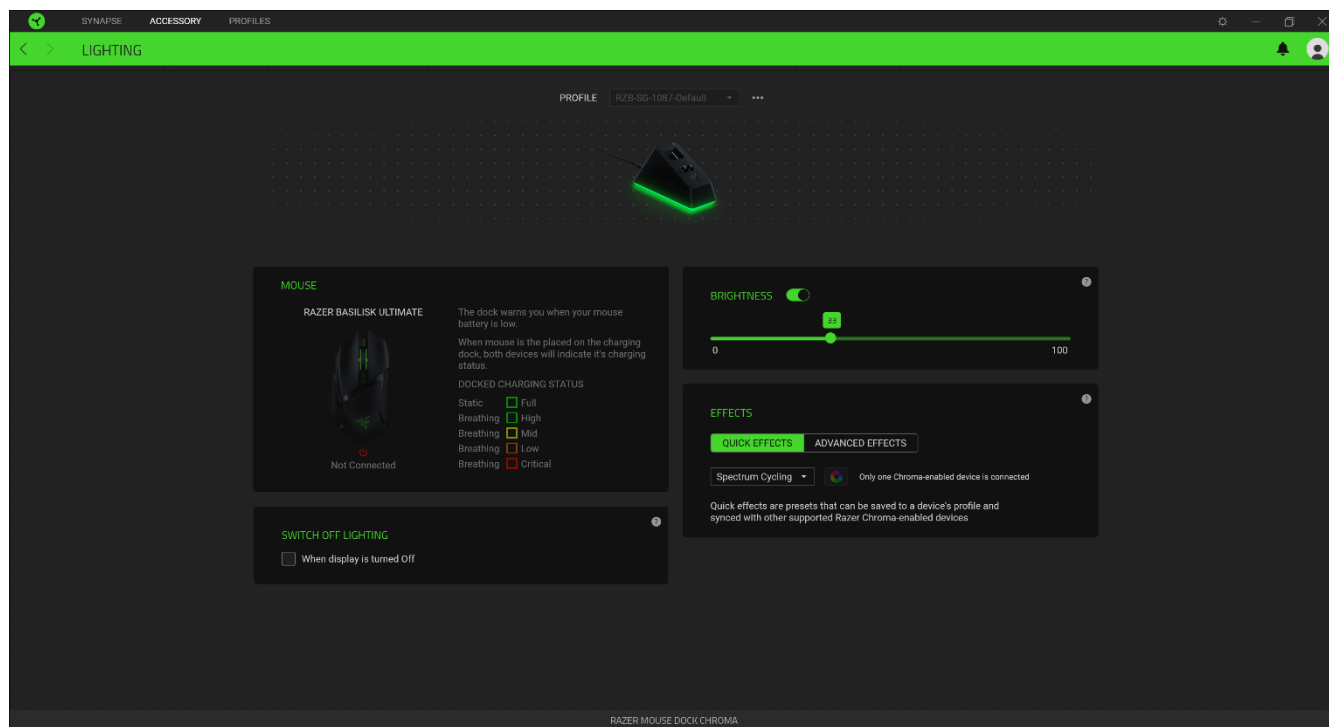 SYNAPSE ACCESSORY PROFILES
LIGHTING
PROFILE RZB-SG-1087-Default
MOUSE
RAZER BASILISK ULTIMATE
Not Connected
The dock warns you when your mouse
battery is low.
When mouse is the placed on the charging
dock, both devices will indicate it's charging
status.
DOCKED CHARGING STATUS
Static Full
Breathing High
Breathing Mid
Breathing Low
Breathing Critical
SWITCH OFF LIGHTING
?
When display is turned Off
?
BRIGHTNESS
33
0 100
?
EFFECTS
QUICK EFFECTS ADVANCED EFFECTS
Spectrum Cycling Only one Chroma-enabled device is connected
Quick effects are presets that can be saved to a device's profile and
synced with other supported Razer Chroma-enabled devices
RAZER MOUSE DOCK CHROMA